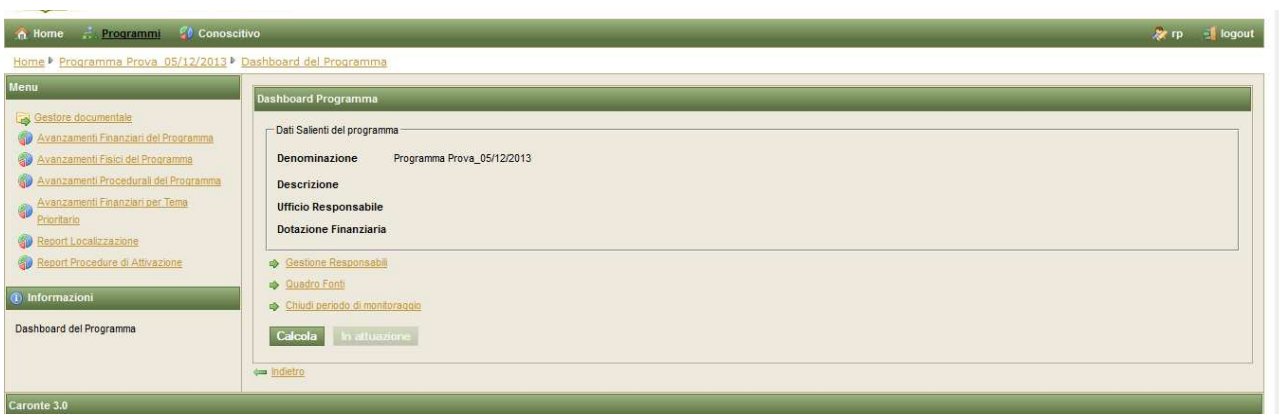 Home Programmi Conoscitivo rp logout
Home Programma Prova_05/12/2013 Dashboard del Programma
Menu
Gestore documentale
Avanzamenti Finanziari del Programma
Avanzamenti Fisici del Programma
Avanzamenti Procedurali del Programma
Avanzamenti Finanziari per Tema
Prioritario
Report Localizzazione
Report Procedure di Attivazione
Informazioni
Dashboard del Programma
Dashboard Programma
Dati Salienti del programma
Denominazione Programma Prova_05/12/2013
Descrizione
Ufficio Responsabile
Dotazione Finanziaria
Gestione Responsabili
Quadro Fonti
Chiudi periodo di monitoraggio
Calcola In attuazione
Indietro
Caronte 3.0